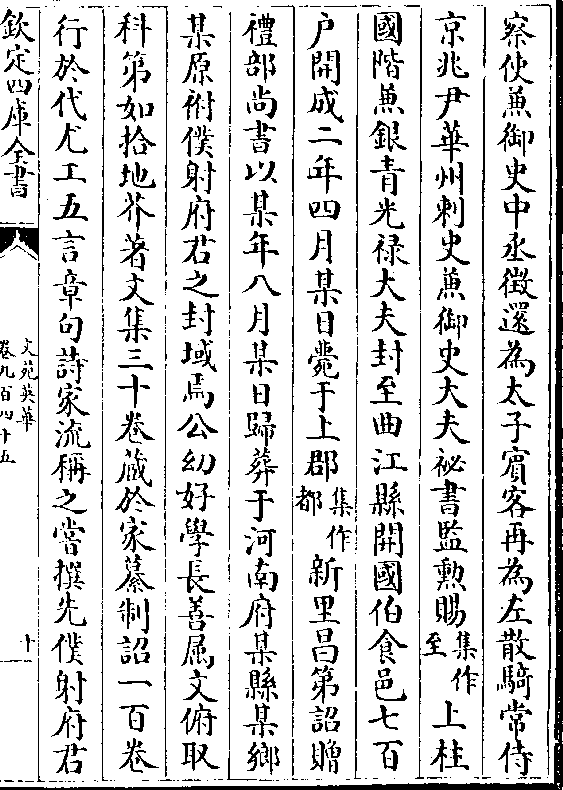 察使兼御史中丞徴還為太子賔客再為左散騎常侍
京兆尹華州刺史兼御史大夫祕書監勲賜集作至上柱
國階兼銀青光禄大夫封至曲江縣開國伯食邑七百
户開成二年四月某日薨于上郡集作都新里昌第詔贈
禮部尚書以某年八月某日歸葬于河南府某縣某鄉
某原祔僕射府君之封域焉公幼好學長善属文俯取
科第如拾地芥著文集三十卷蔵於家纂制詔一百卷
行於代尤工五言章句詩家流稱之嘗撰先僕射府君
欽定四庫全書
文苑英華
卷九百四十五
十